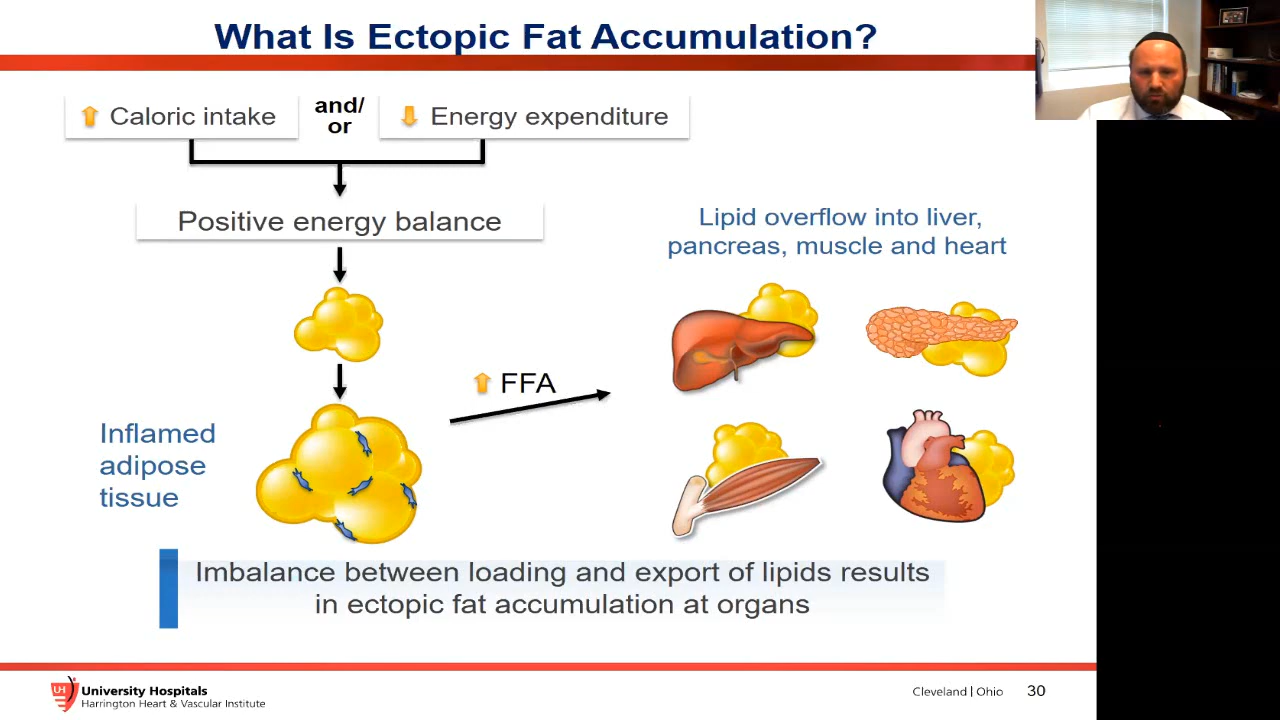 What Is Ectopic Fat Accumulation?
Caloric intake
and/
or
Energy expenditure
Positive energy balance
Lipid overflow into liver,
pancreas, muscle and heart
FFA
Inflamed
adipose
tissue
Imbalance between loading and export of lipids results
in ectopic fat accumulation at organs
UH
University Hospitals
Harrington Heart & Vascular Institute
Cleveland | Ohio
30